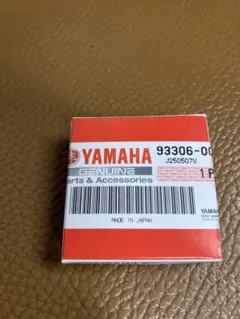 YAMAHA
GENUINE
Parts & Accessories
93306-00
J250507V
1 P
YAMAHA
MADE IN JAPAN